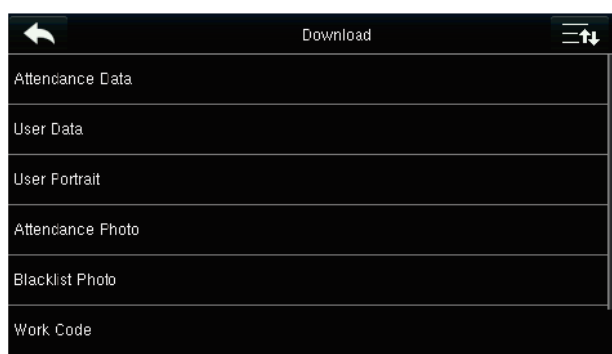 Download
Attendance Data
User Data
User Portrait
Attendance Photo
Blacklist Photo
Work Code